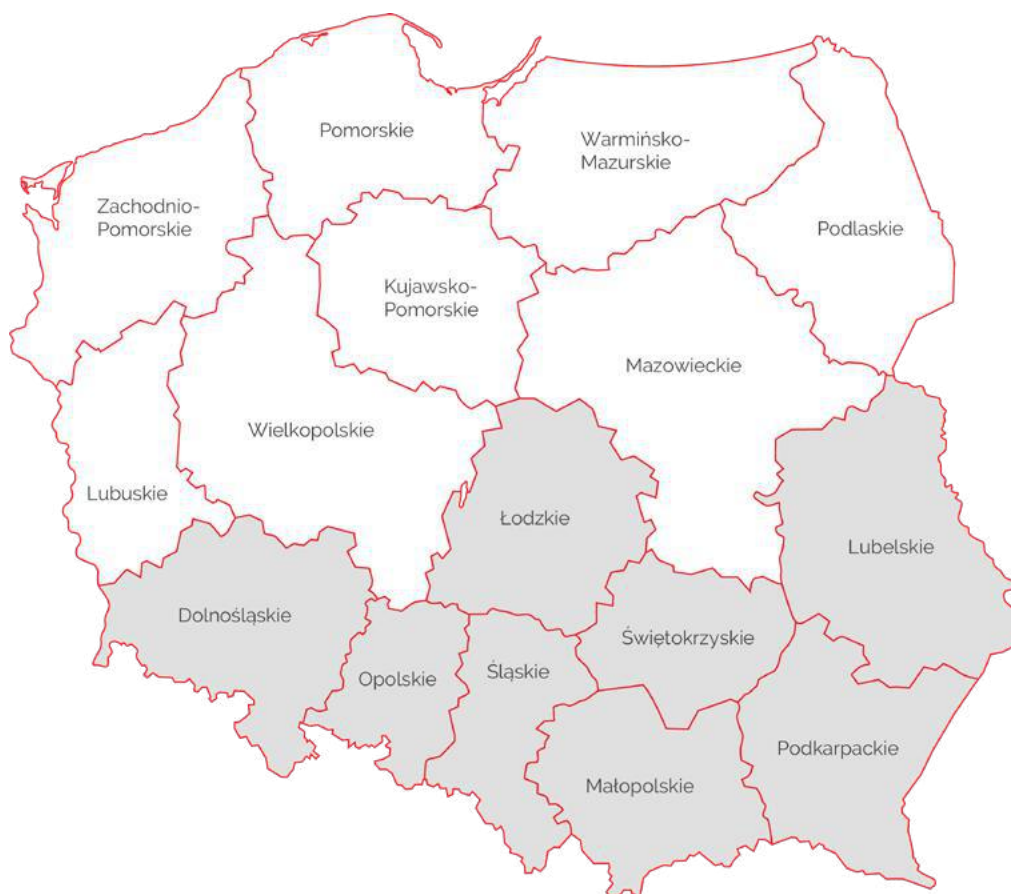 Pomorskie
Warmińsko-
Mazurskie
Zachodnio-
Pomorskie
Podlaskie
Kujawsko-
Pomorskie
Mazowieckie
Wielkopolskie
Lubuskie
Łodzkie
Lubelskie
Dolnośląskie
Świętokrzyskie
Opolskie
Śląskie
Podkarpackie
Małopolskie